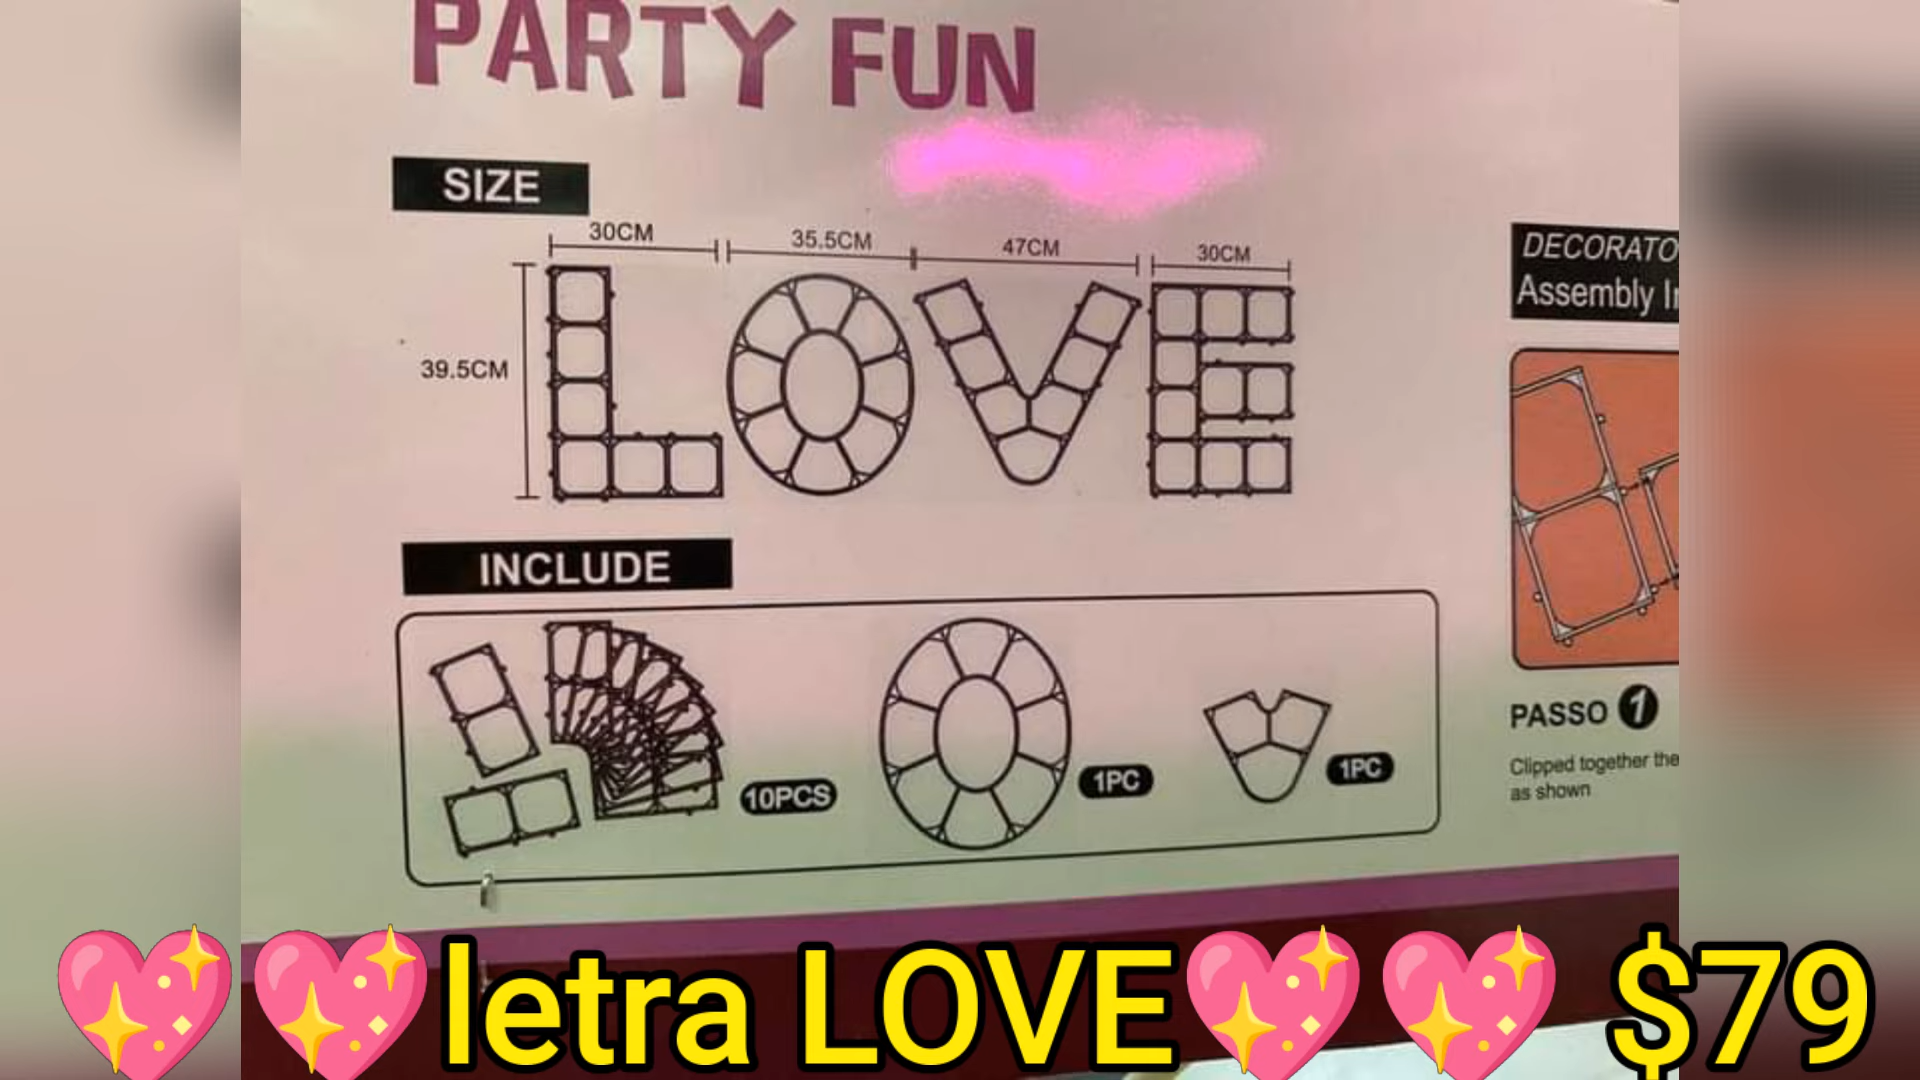 PARTY FUN
SIZE
30CM 35.5CM 47CM 30CM
39.5CM
LOVE
INCLUDE
10PCS
1PC
1PC
DECORATO
Assembly I
PASSO 1
Clipped together the
as shown
💖💖letra LOVE💖💖 $79